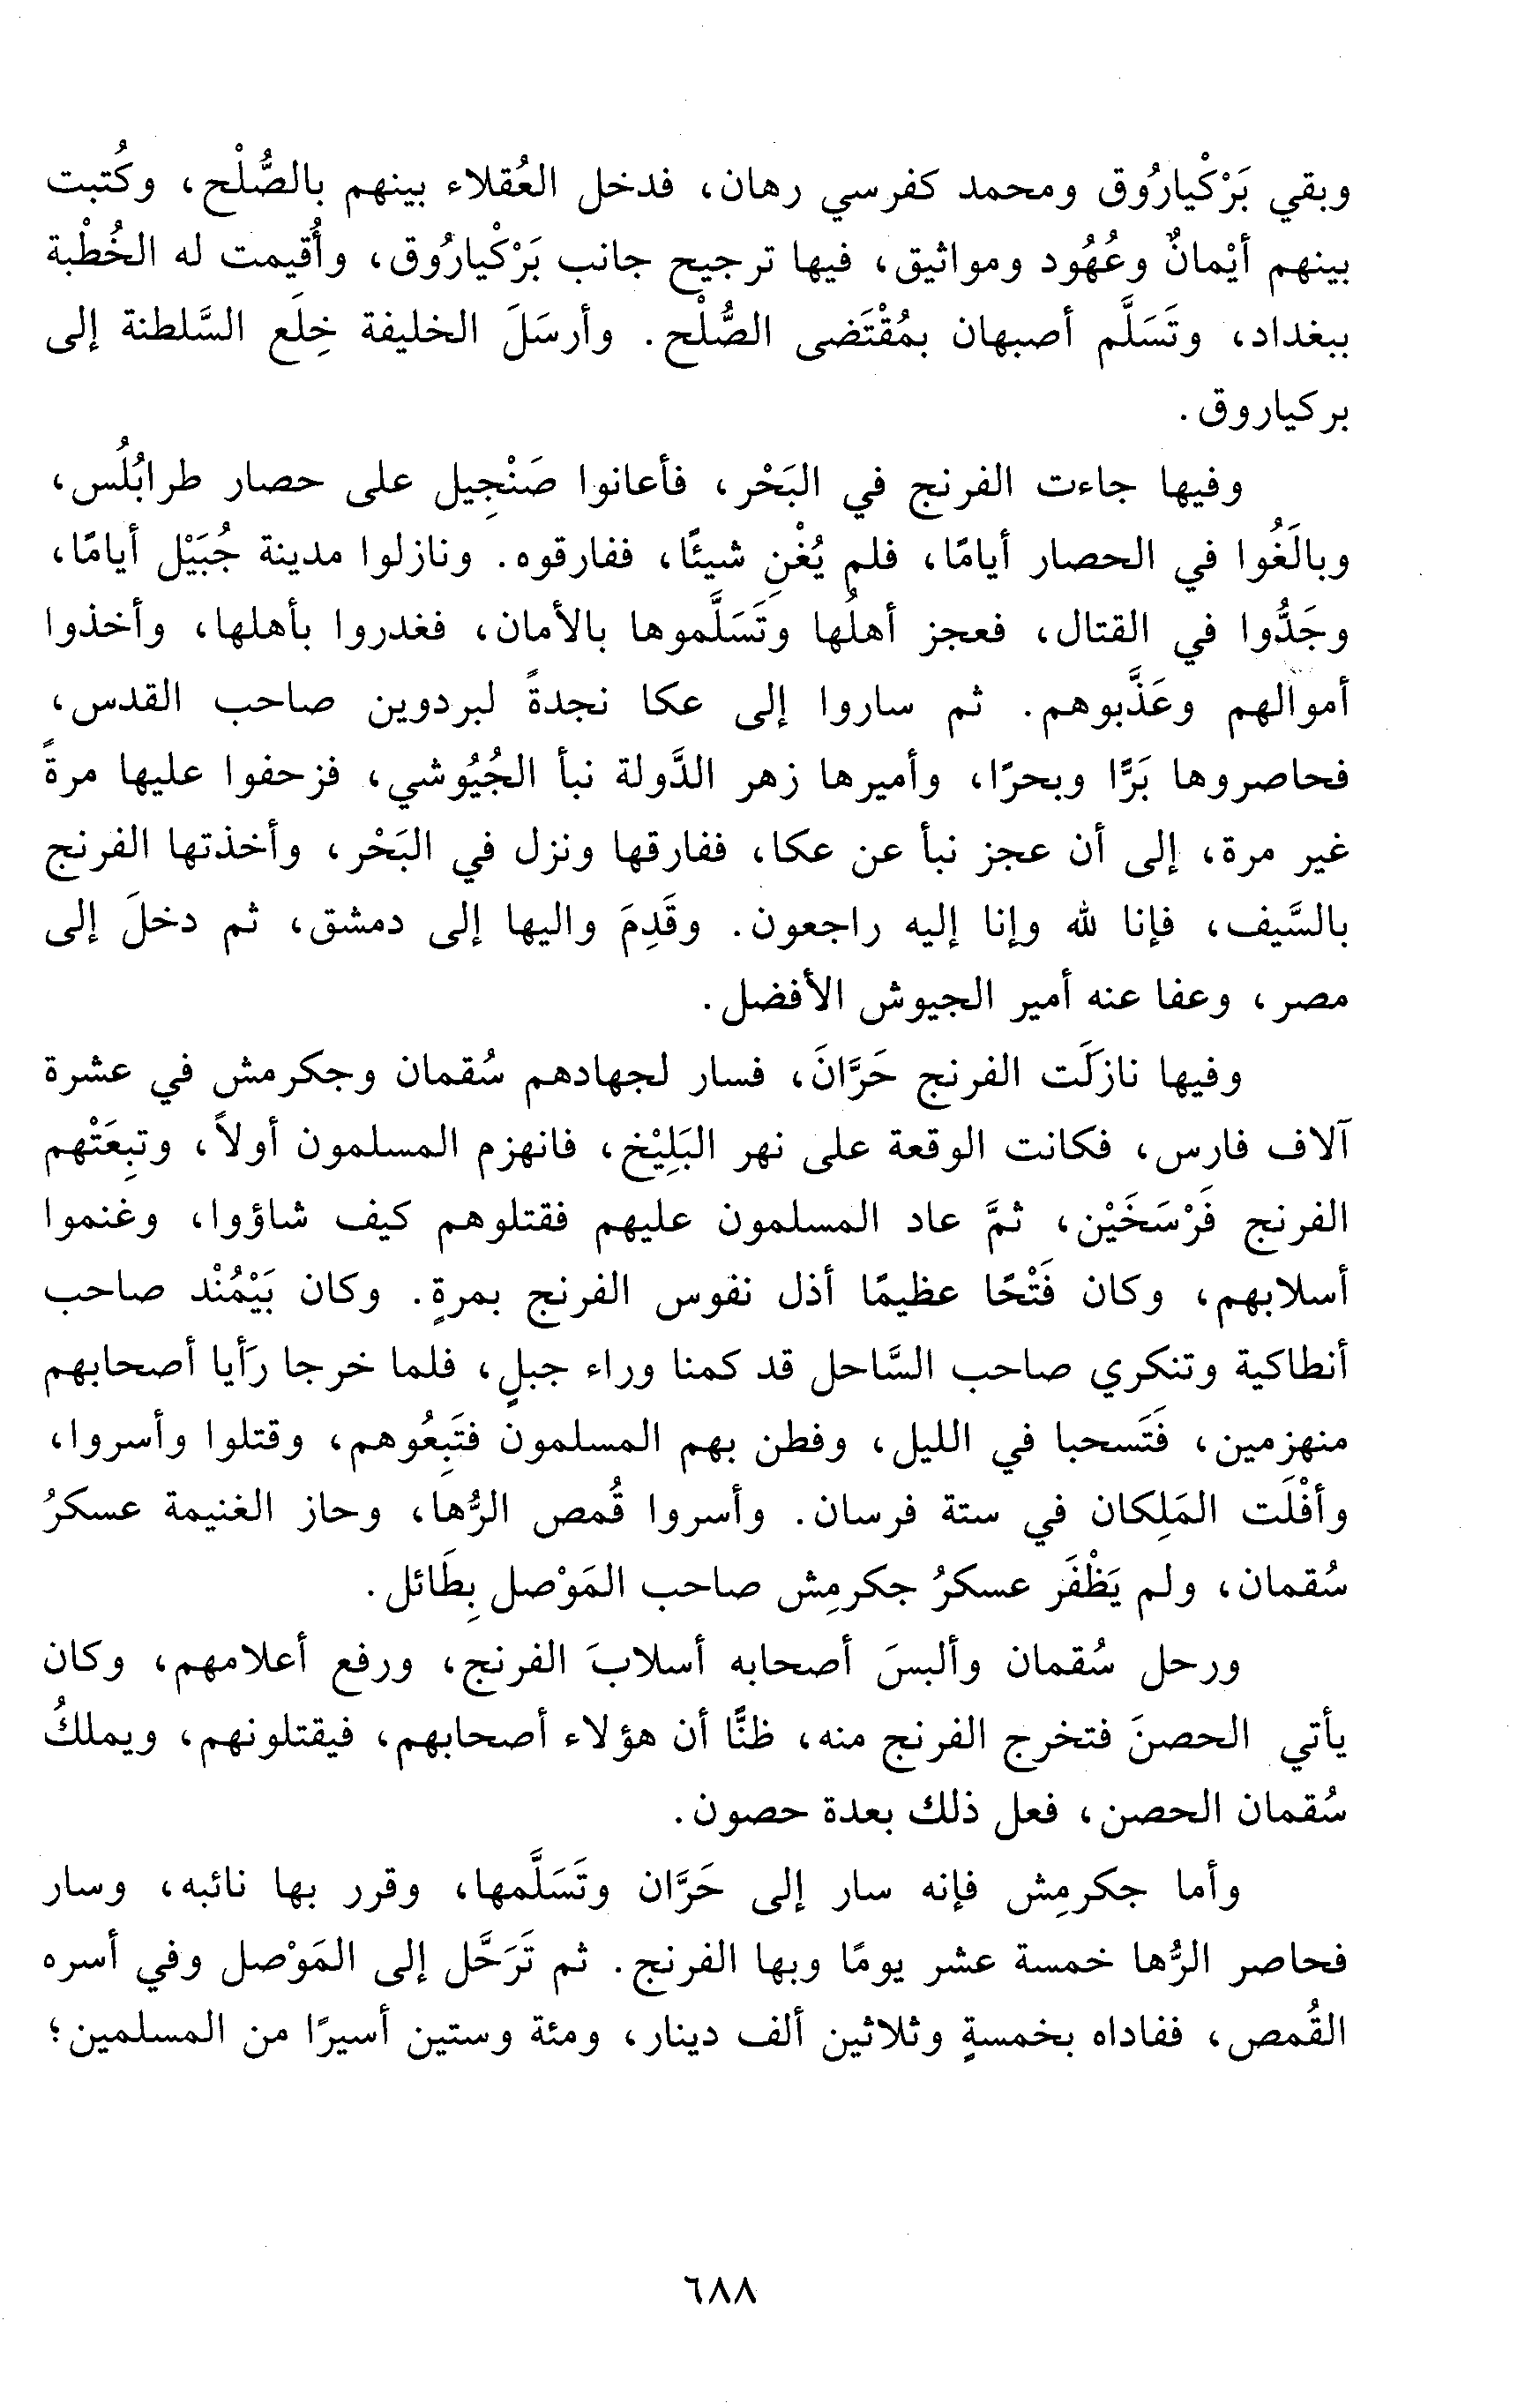 وبقي بَرْكْيارُوق ومحمد كفرسي رهان، فدخل العُقلاء بينهم بالصُّلْح، وكُتبت
بينهم أيْمانٌ وعُهُود ومواثيق، فيها ترجيح جانب بَرْكْيارُوق، وأُقيمت له الخُطْبة
ببغداد، وتَسَلَّم أصبهان بمُقْتَضى الصُّلْح. وأرسَلَ الخليفة خِلَع السَّلطنة إلى
بركياروق.
وفيها جاءت الفرنج في البَحْر، فأعانوا صَنْجِيل على حصار طرابُلُس،
وبالَغُوا في الحصار أيامًا، فلم يُغْنِ شيئًا، ففارقوه. ونازلوا مدينة جُبَيْل أيامًا،
وجَدُّوا في القتال، فعجز أهلُها وتَسَلَّموها بالأمان، فغدروا بأهلها، وأخذوا
أموالهم وعَذَّبوهم. ثم ساروا إلى عكا نجدةً لبردوين صاحب القدس،
فحاصروها بَرًّا وبحرًا، وأميرها زهر الدَّولة نبأ الجُيُوشي، فزحفوا عليها مرةً
غير مرة، إلى أن عجز نبأ عن عكا، ففارقها ونزل في البَحْر، وأخذتها الفرنج
بالسَّيف، فإنا لله وإنا إليه راجعون. وقَدِمَ واليها إلى دمشق، ثم دخلَ إلى
مصر، وعفا عنه أمير الجيوش الأفضل.
وفيها نازلَت الفرنج حَرَّانَ، فسار لجهادهم سُقمان وجكرمش في عشرة
آلاف فارس، فكانت الوقعة على نهر البَلِيْخ، فانهزم المسلمون أولاً، وتبِعَتْهم
الفرنج فَرْسَخَيْن، ثمَّ عاد المسلمون عليهم فقتلوهم كيف شاؤوا، وغنموا
أسلابهم، وكان فَتْحًا عظيمًا أذل نفوس الفرنج بمرةٍ. وكان بَيْمُنْد صاحب
أنطاكية وتنكري صاحب السَّاحل قد كمنا وراء جبلٍ، فلما خرجا رَأيا أصحابهم
منهزمين، فَتَسحبا في الليل، وفطن بهم المسلمون فتَبِعُوهم، وقتلوا وأسروا،
وأفْلَت المَلِكان في ستة فرسان. وأسروا قُمص الرُّها، وحاز الغنيمة عسكرُ
سُقمان، ولم يَظْفَر عسكرُ جكرمِش صاحب المَوْصل بِطَائل.
ورحل سُقمان وألبسَ أصحابه أسلابَ الفرنج، ورفع أعلامهم، وكان
يأتي الحصنَ فتخرج الفرنج منه، ظنًّا أن هؤلاء أصحابهم، فيقتلونهم، ويملكُ
سُقمان الحصن، فعل ذلك بعدة حصون.
وأما جكرمِش فإنه سار إلى حَرَّان وتَسَلَّمها، وقرر بها نائبه، وسار
فحاصر الرُّها خمسة عشر يومًا وبها الفرنج. ثم تَرَحَّل إلى المَوْصل وفي أسره
القُمص، ففاداه بخمسةٍ وثلاثين ألف دينار، ومئة وستين أسيرًا من المسلمين؛
٦٨٨